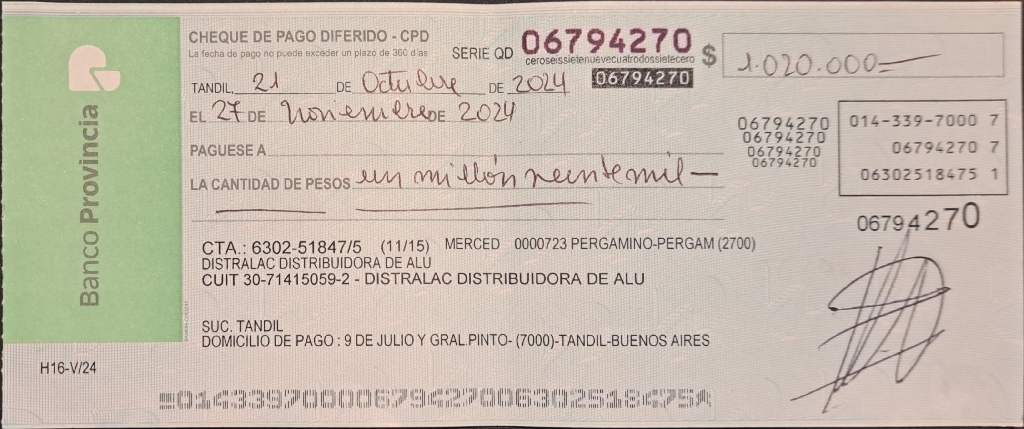 Banco Provincia
CHEQUE DE PAGO DIFERIDO - CPD
La fecha de pago no puede exceder un plazo de 360 días
SERIE QD 06794270
ceroseissietenuevecuatrodossietecero
06794270
$ 1.020.000=
TANDIL, 21 DE Octubre DE 2024
EL 27 DE Noviembre DE 2024
PAGUESE A
LA CANTIDAD DE PESOS un millón veinte mil —
06794270
06794270
06794270
06794270
014-339-7000 7
06794270 7
06302518475 1
06794270
CTA.: 6302-51847/5 (11/15) MERCED 0000723 PERGAMINO-PERGAM (2700)
DISTRALAC DISTRIBUIDORA DE ALU
CUIT 30-71415059-2 - DISTRALAC DISTRIBUIDORA DE ALU
SUC. TANDIL
DOMICILIO DE PAGO : 9 DE JULIO Y GRAL.PINTO- (7000)-TANDIL-BUENOS AIRES
H16-V/24
01433970000679427006302518475